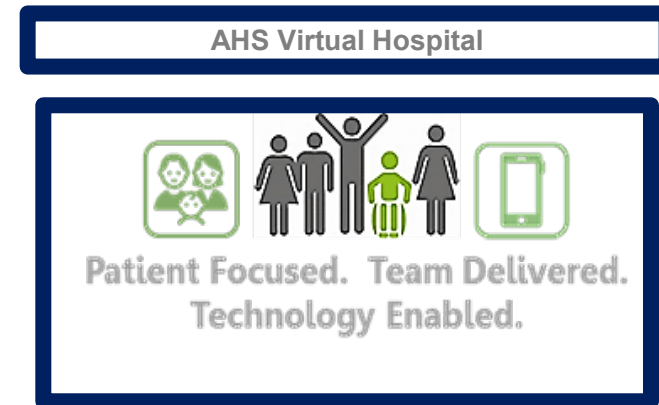 AHS Virtual Hospital
Patient Focused. Team Delivered.
Technology Enabled.